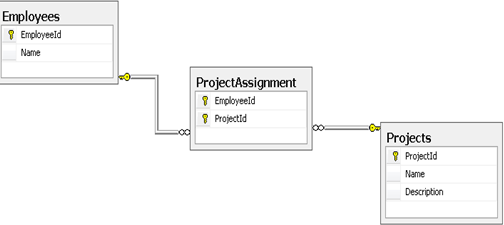 Employees
EmployeeId
Name
ProjectAssignment
EmployeeId
ProjectId
Projects
ProjectId
Name
Description